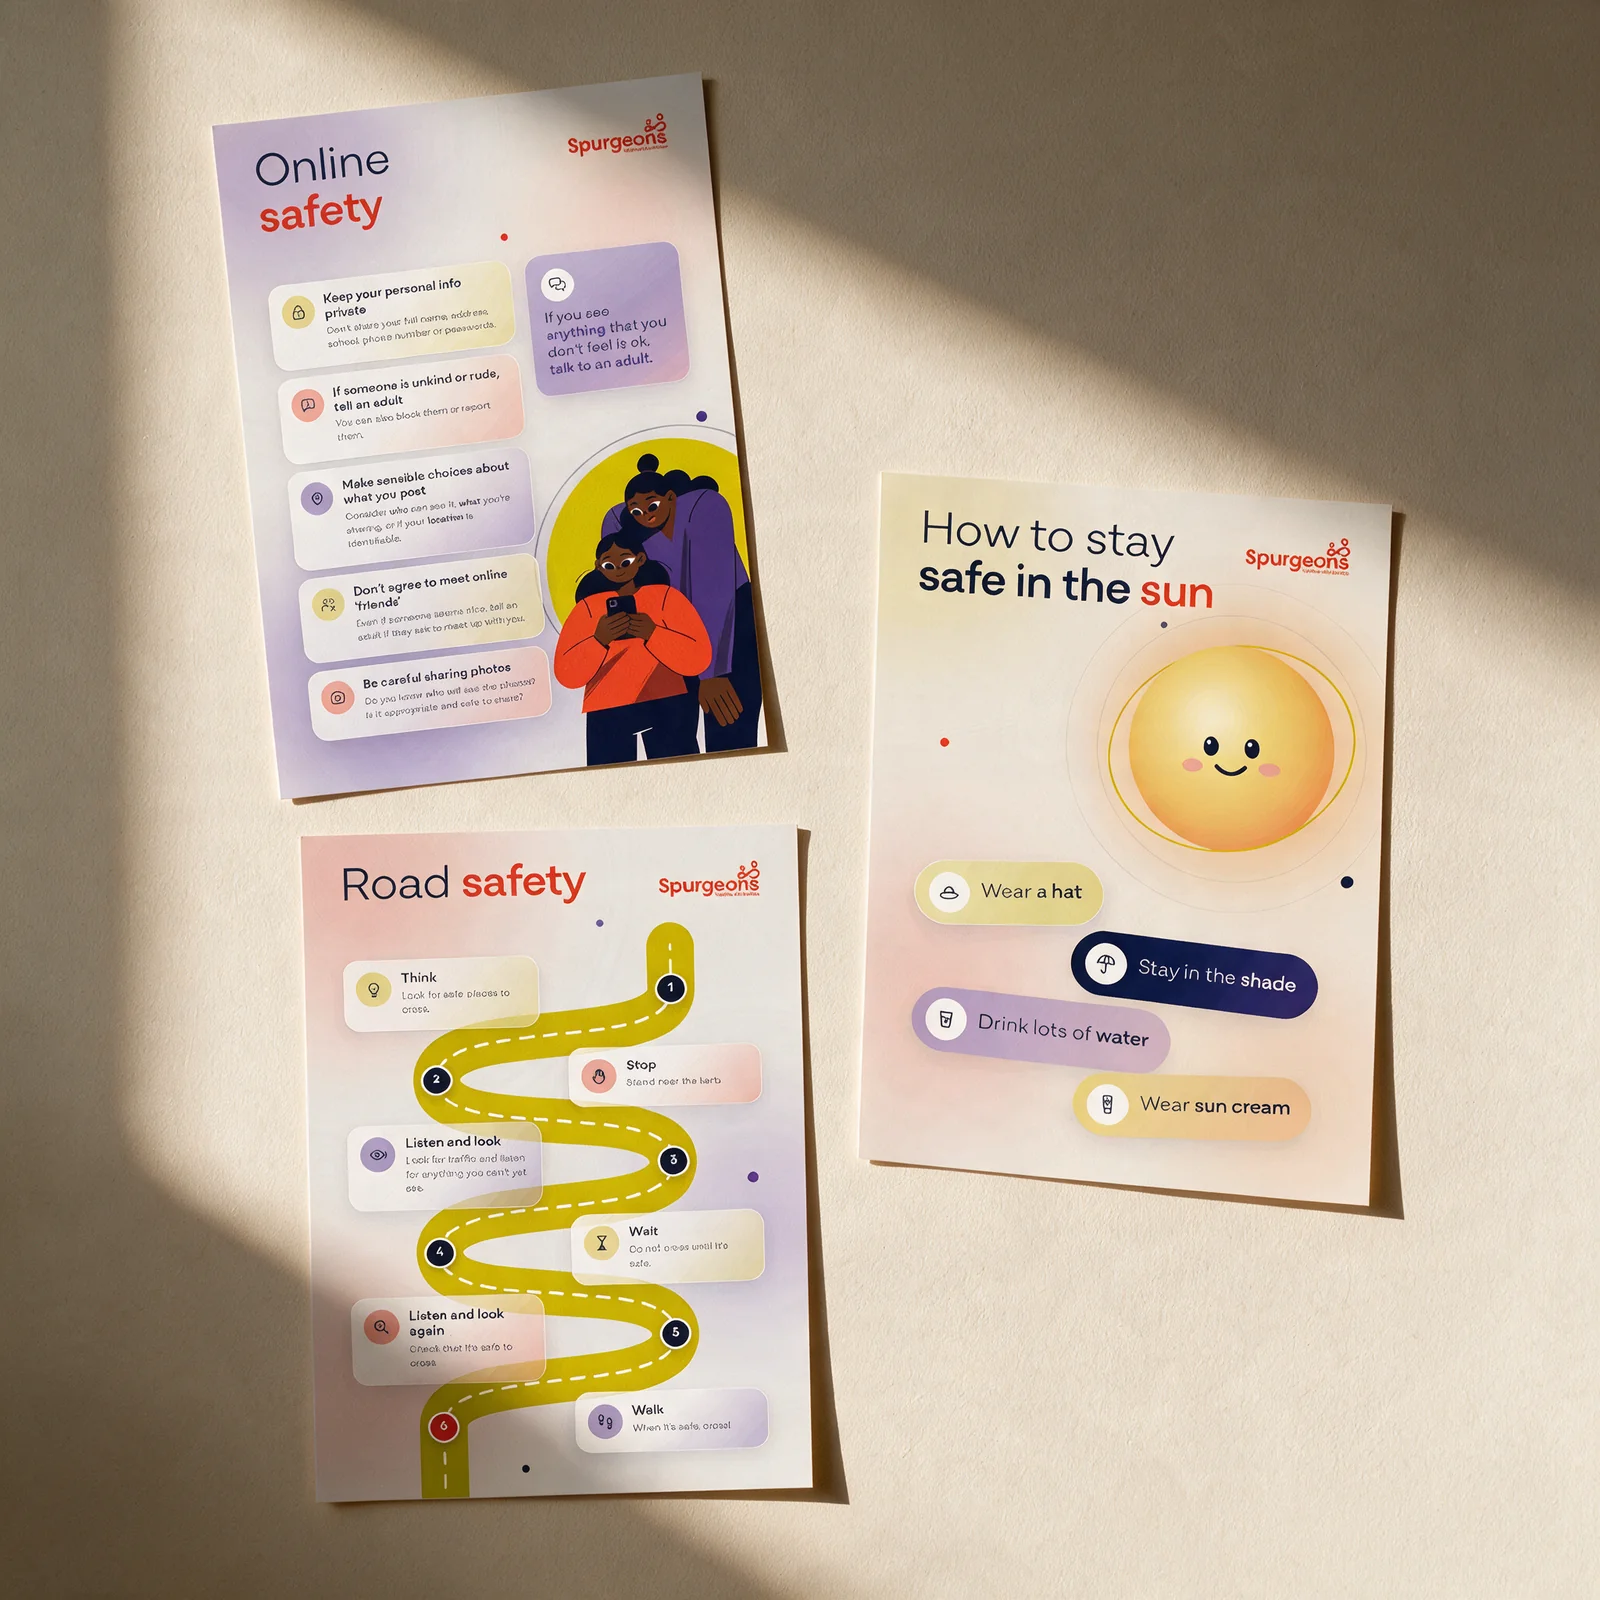 Online
safety
Spurgeons
Keep your personal info
private
Don't share your full name, address,
school, phone number or passwords.
If someone is unkind or rude,
tell an adult
You can also block them or report
them.
Make sensible choices about
what you post
Consider who can see it, what you're
sharing, or if your location is
identifiable.
Don't agree to meet online
'friends'
Even if someone seems nice, tell an
adult if they ask to meet up with you.
Be careful sharing photos
Do you know who will see the
Is it appropriate and safe to share?
If you see
anything that you
don't feel is ok,
talk to an adult.
How to stay
safe in the sun
Spurgeons
Wear a hat
Stay in the shade
Drink lots of water
Wear sun cream
Road safety
Spurgeons
1
Think
Look for safe places to
cross.
2
Stop
Stand near the kerb
3
Listen and look
Look for traffic and listen
for anything you can't yet
see.
4
Wait
Do not cross until it's
safe.
5
Listen and look
again
Check that it's safe to
cross
6
Walk
When it's safe, cross!